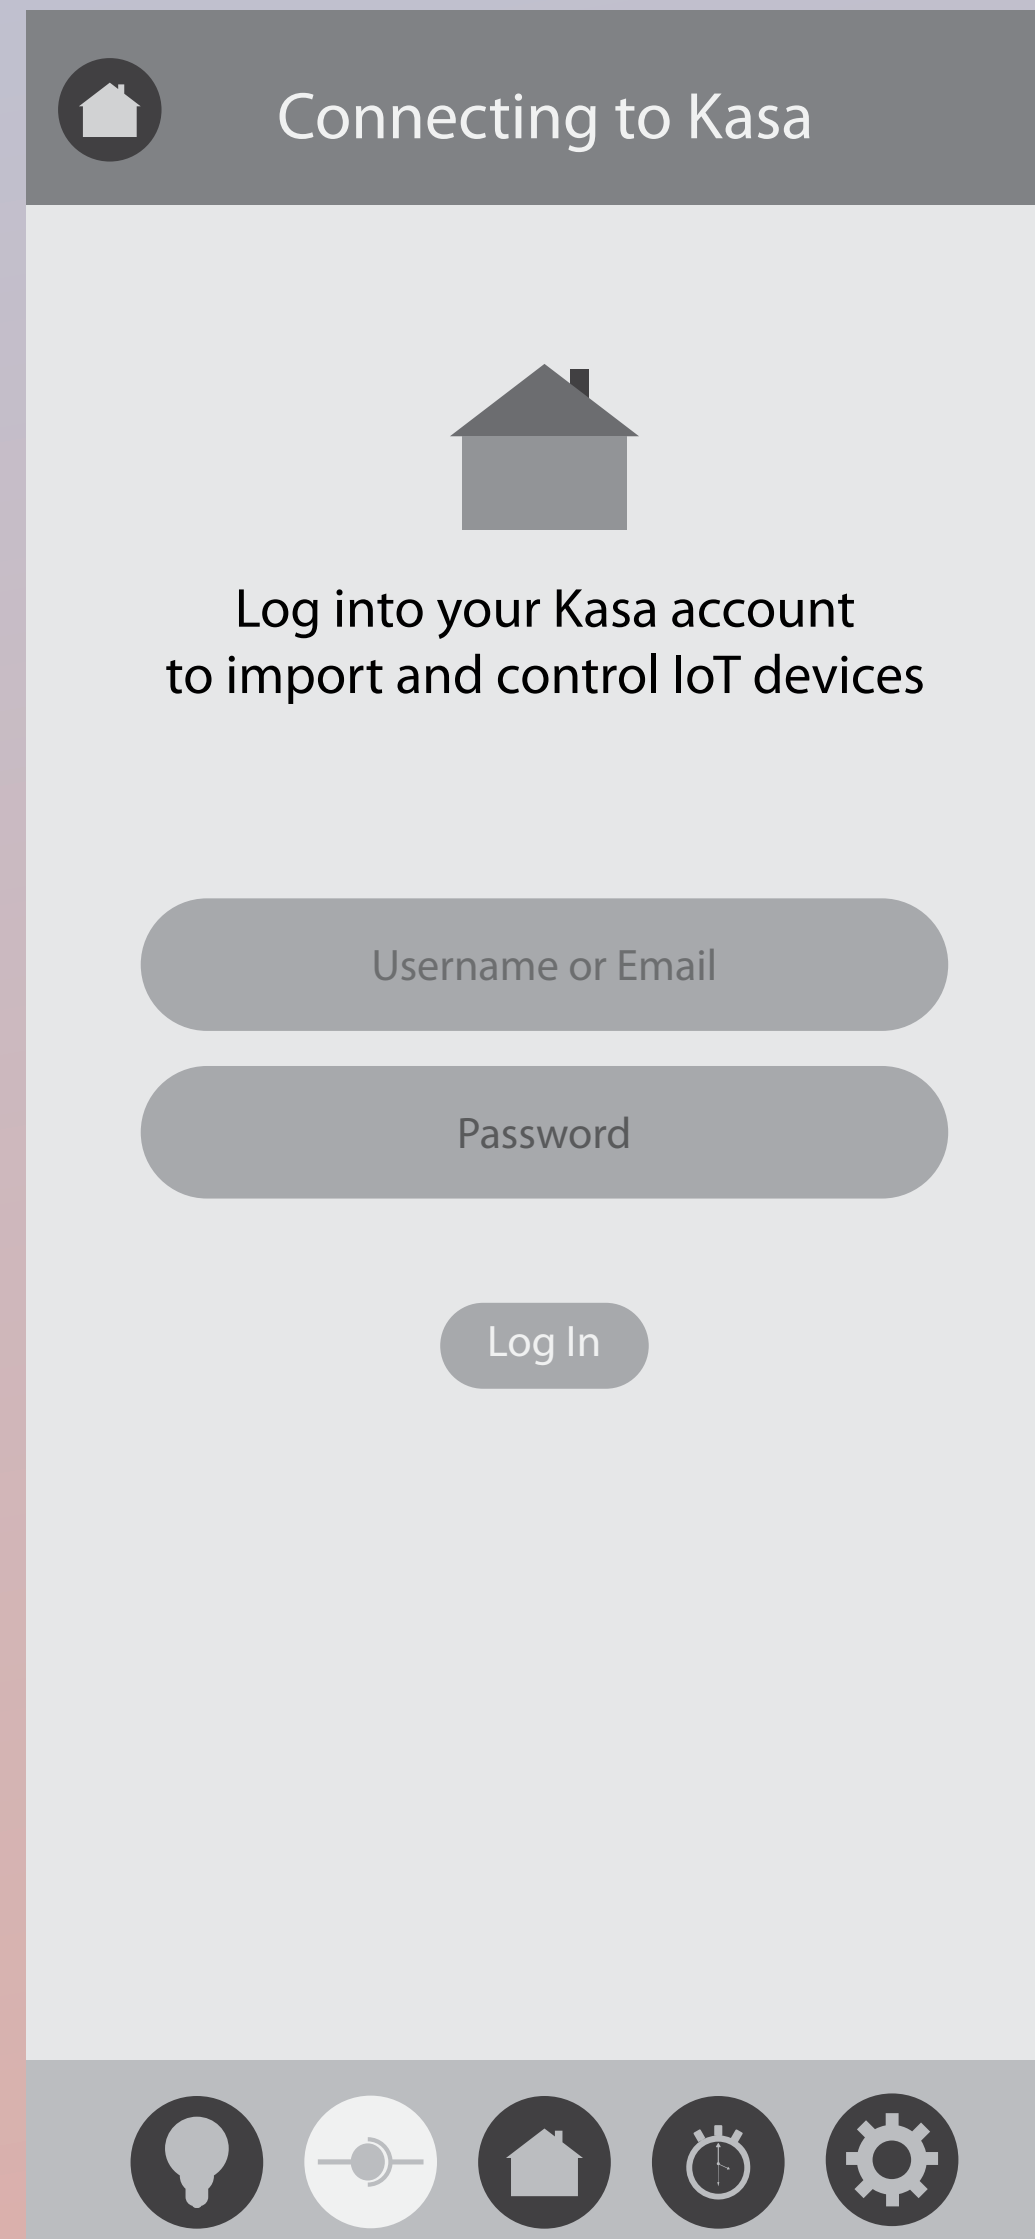 Connecting to Kasa
Log into your Kasa account
to import and control IoT devices
Username or Email
Password
Log In